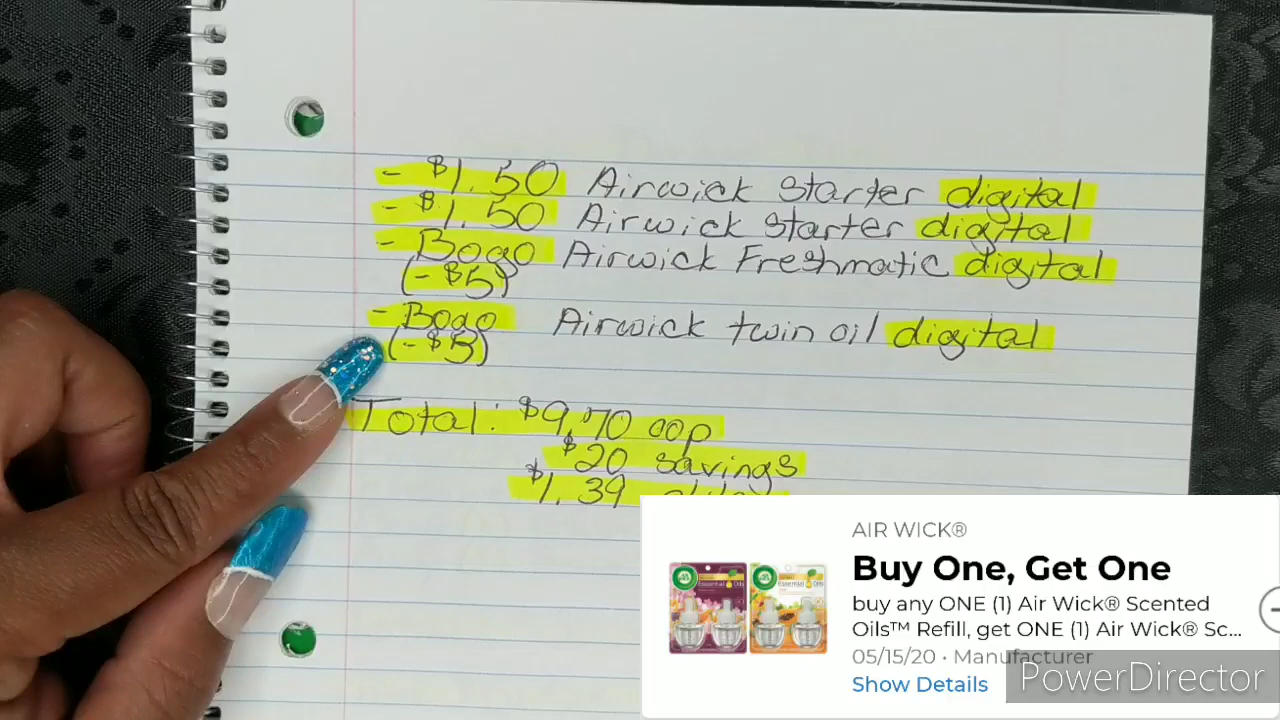 - $1.50 Airwick Starter digital
- $1.50 Airwick Starter digital
- Bogo Airwick Freshmatic digital
(-$5)
- Bogo Airwick twin oil digital
(-$5)
Total: $9.70 oop
$20 savings
$1.39
AIR WICK®
Buy One, Get One
buy any ONE (1) Air Wick® Scented
Oils™ Refill, get ONE (1) Air Wick® Sc...
05/15/20 • Manufacturer
Show Details
PowerDirector